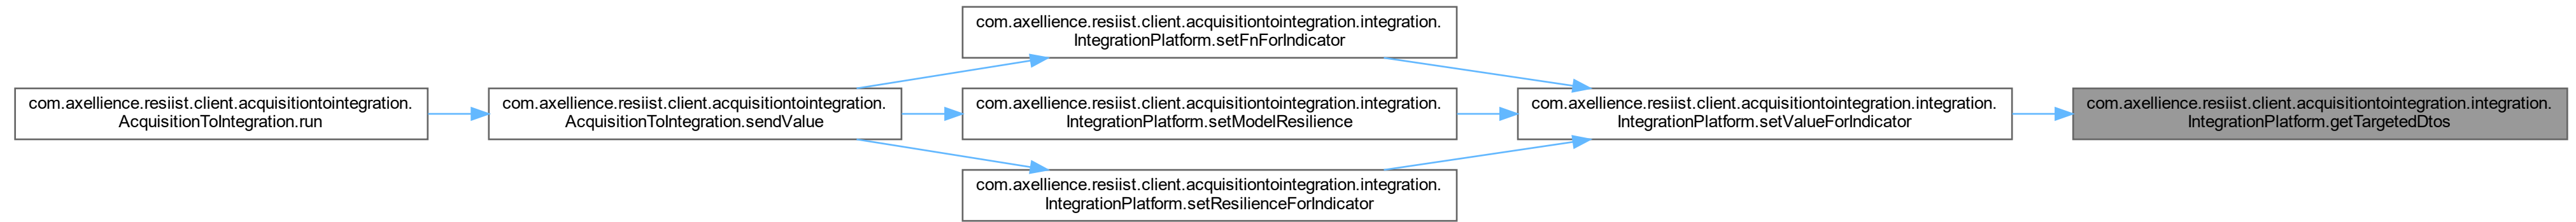 com.axellience.resiist.client.acquisitiontointegration.integration.
IntegrationPlatform.setFnForIndicator
com.axellience.resiist.client.acquisitiontointegration.
AcquisitionToIntegration.run
com.axellience.resiist.client.acquisitiontointegration.
AcquisitionToIntegration.sendValue
com.axellience.resiist.client.acquisitiontointegration.integration.
IntegrationPlatform.setModelResilience
com.axellience.resiist.client.acquisitiontointegration.integration.
IntegrationPlatform.setValueForIndicator
com.axellience.resiist.client.acquisitiontointegration.integration.
IntegrationPlatform.getTargetedDtos
com.axellience.resiist.client.acquisitiontointegration.integration.
IntegrationPlatform.setResilienceForIndicator